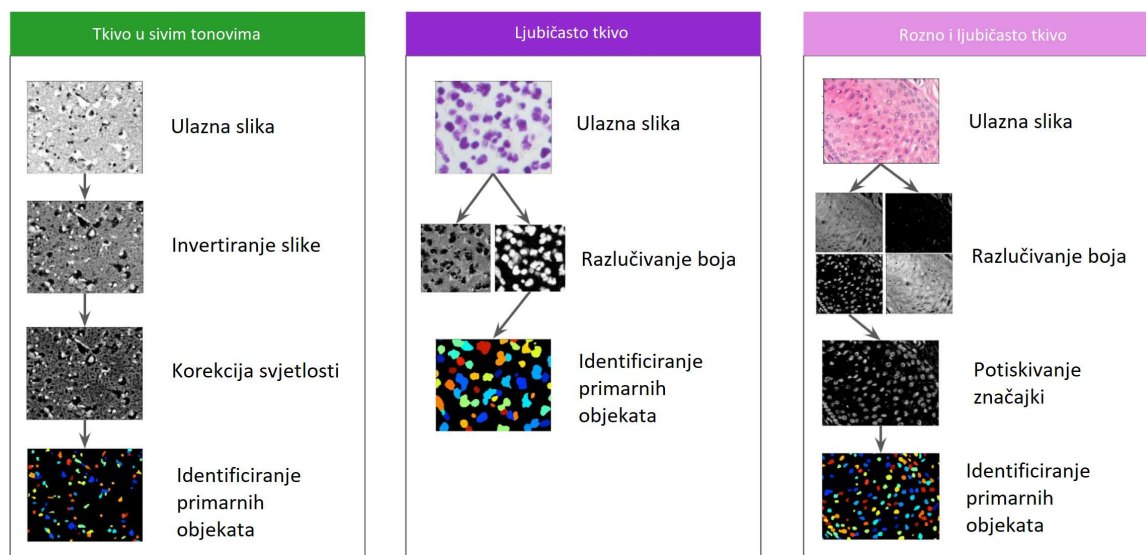 Tkivo u sivim tonovima
Ulazna slika
Invertiranje slike
Korekcija svjetlosti
Identificiranje
primarnih
objekata
Ljubičasto tkivo
Ulazna slika
Razlučivanje boja
Identificiranje
primarnih
objekata
Rozno i ljubičasto tkivo
Ulazna slika
Razlučivanje boja
Potiskivanje
značajki
Identificiranje
primarnih
objekata